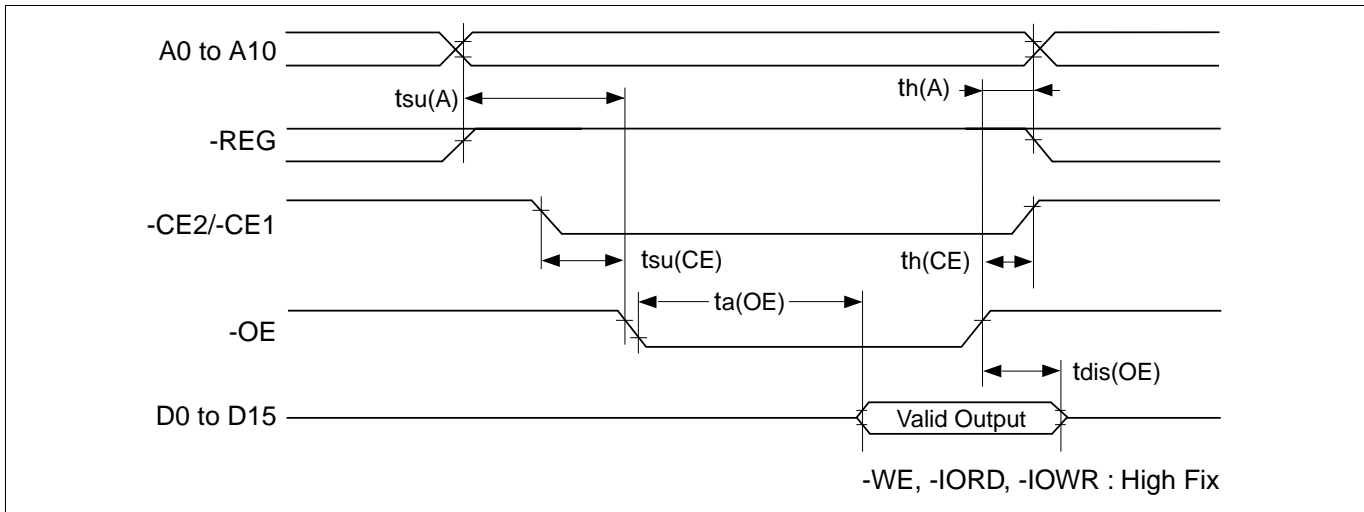 A0 to A10
tsu(A)
th(A)
-REG
-CE2/-CE1
tsu(CE)
th(CE)
ta(OE)
-OE
tdis(OE)
D0 to D15
Valid Output
-WE, -IORD, -IOWR : High Fix